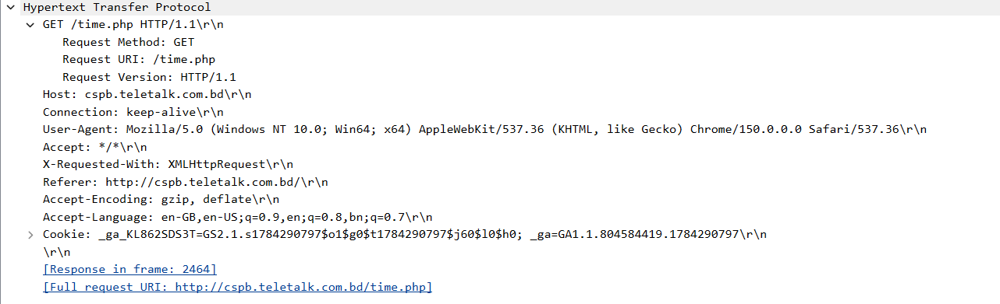 Hypertext Transfer Protocol
GET /time.php HTTP/1.1\r\n
Request Method: GET
Request URI: /time.php
Request Version: HTTP/1.1
Host: cspb.teletalk.com.bd\r\n
Connection: keep-alive\r\n
User-Agent: Mozilla/5.0 (Windows NT 10.0; Win64; x64) AppleWebKit/537.36 (KHTML, like Gecko) Chrome/150.0.0.0 Safari/537.36\r\n
Accept: */*\r\n
X-Requested-With: XMLHttpRequest\r\n
Referer: http://cspb.teletalk.com.bd/\r\n
Accept-Encoding: gzip, deflate\r\n
Accept-Language: en-GB,en-US;q=0.9,en;q=0.8,bn;q=0.7\r\n
Cookie: _ga_KL862SDS3T=GS2.1.s1784290797$o1$g0$t1784290797$j60$l0$h0; _ga=GA1.1.804584419.1784290797\r\n
\r\n
[Response in frame: 2464]
[Full request URI: http://cspb.teletalk.com.bd/time.php]